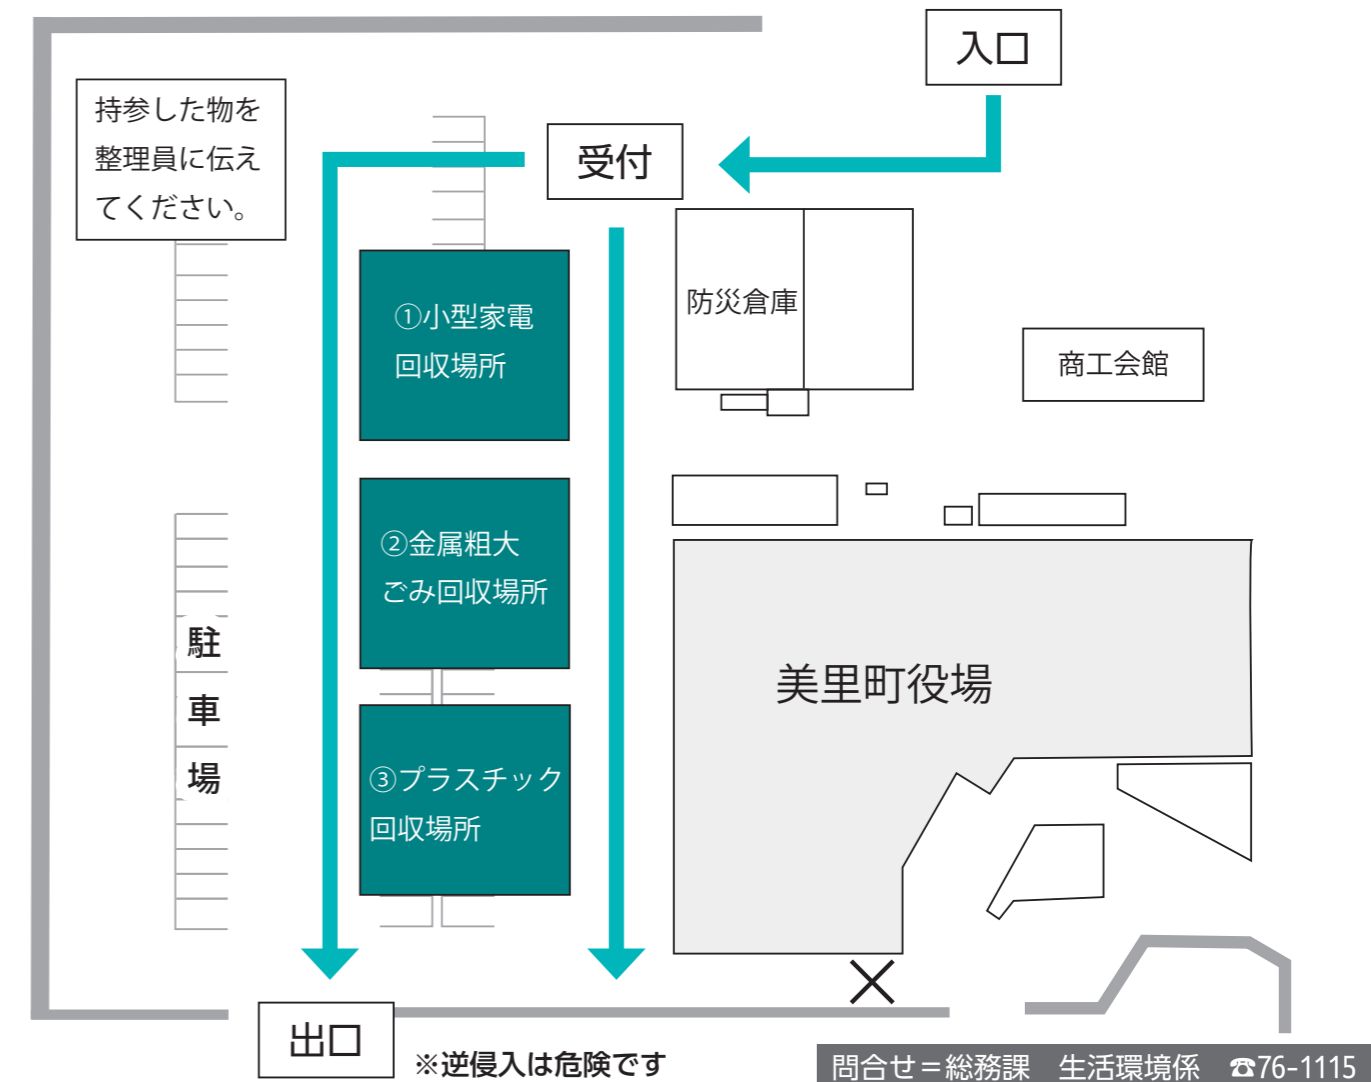 入口
持参した物を
整理員に伝え
てください。
受付
①小型家電
回収場所
防災倉庫
商工会館
②金属粗大
ごみ回収場所
駐
車
場
美里町役場
③プラスチック
回収場所
出口
※逆侵入は危険です
問合せ＝総務課　生活環境係　☎76-1115